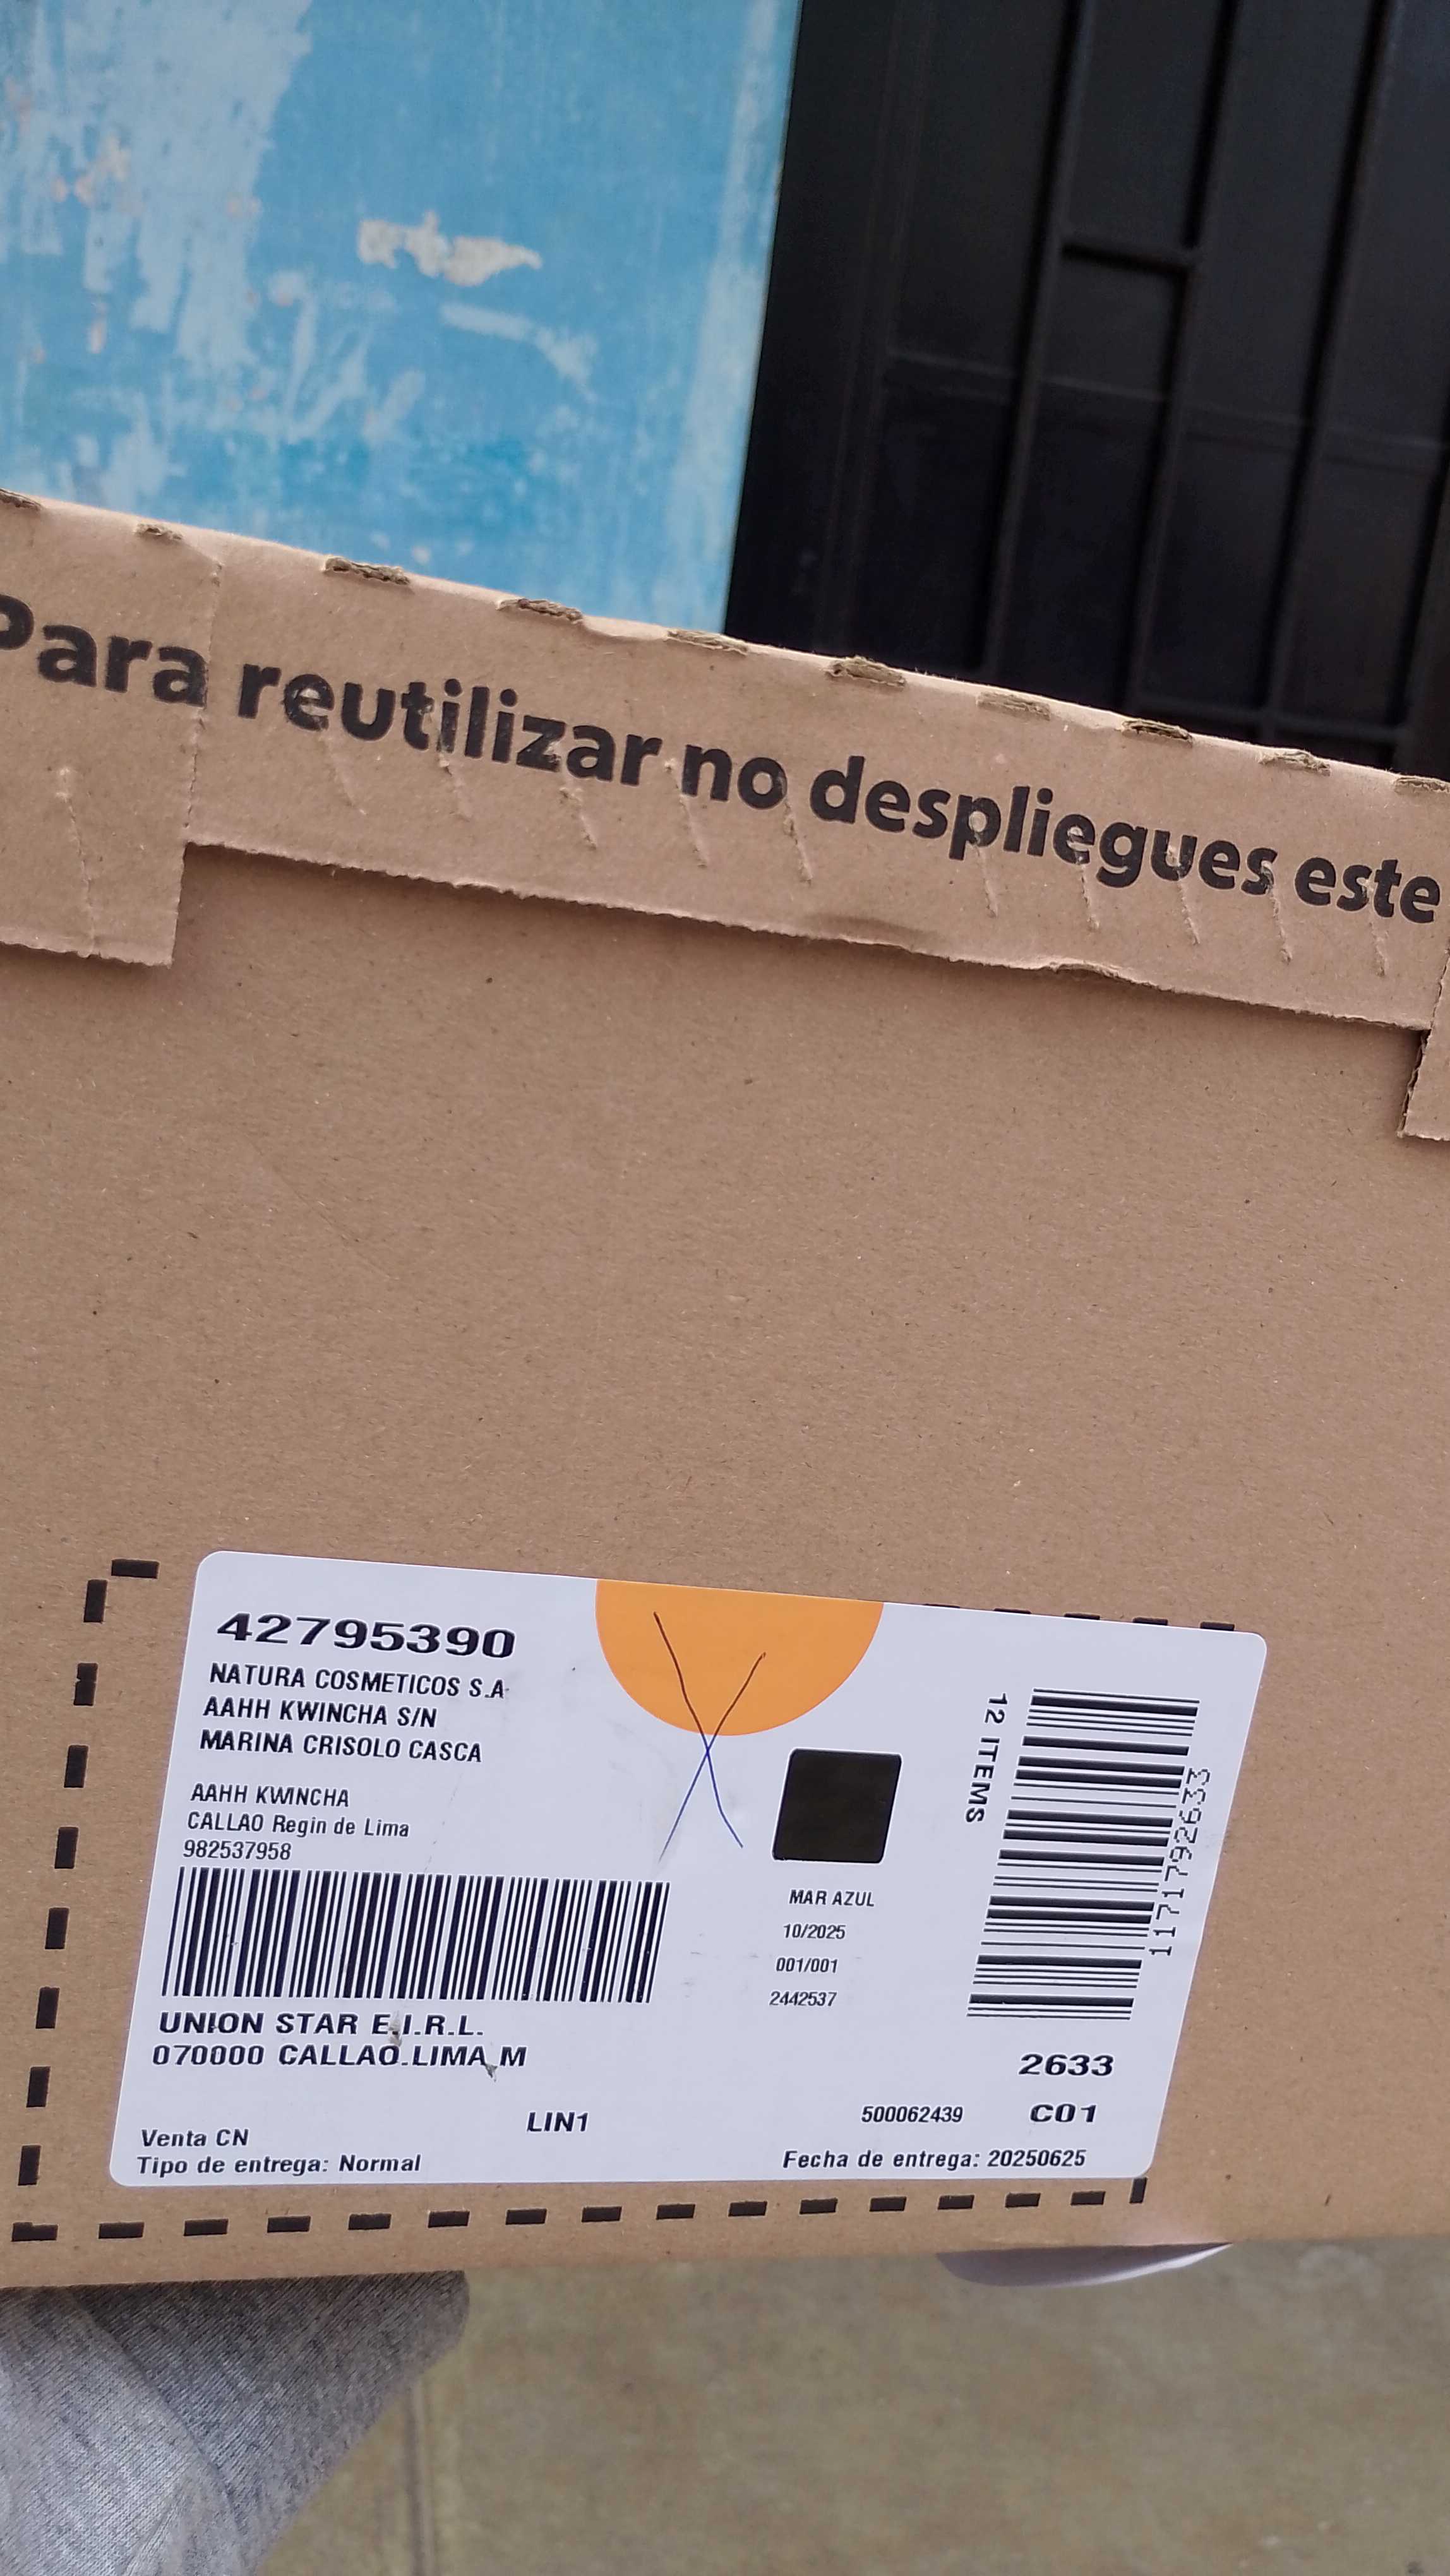 Para reutilizar no despliegues este
42795390
NATURA COSMETICOS S.A
AAHH KWINCHA S/N
MARINA CRISOLO CASCA
AAHH KWINCHA
CALLAO Regin de Lima
982537958
UNION STAR E.I.R.L.
070000 CALLAO.LIMA M
LIN1
Venta CN
Tipo de entrega: Normal
MAR AZUL
10/2025
001/001
2442537
12 ITEMS
1171792633
2633
500062439 C01
Fecha de entrega: 20250625